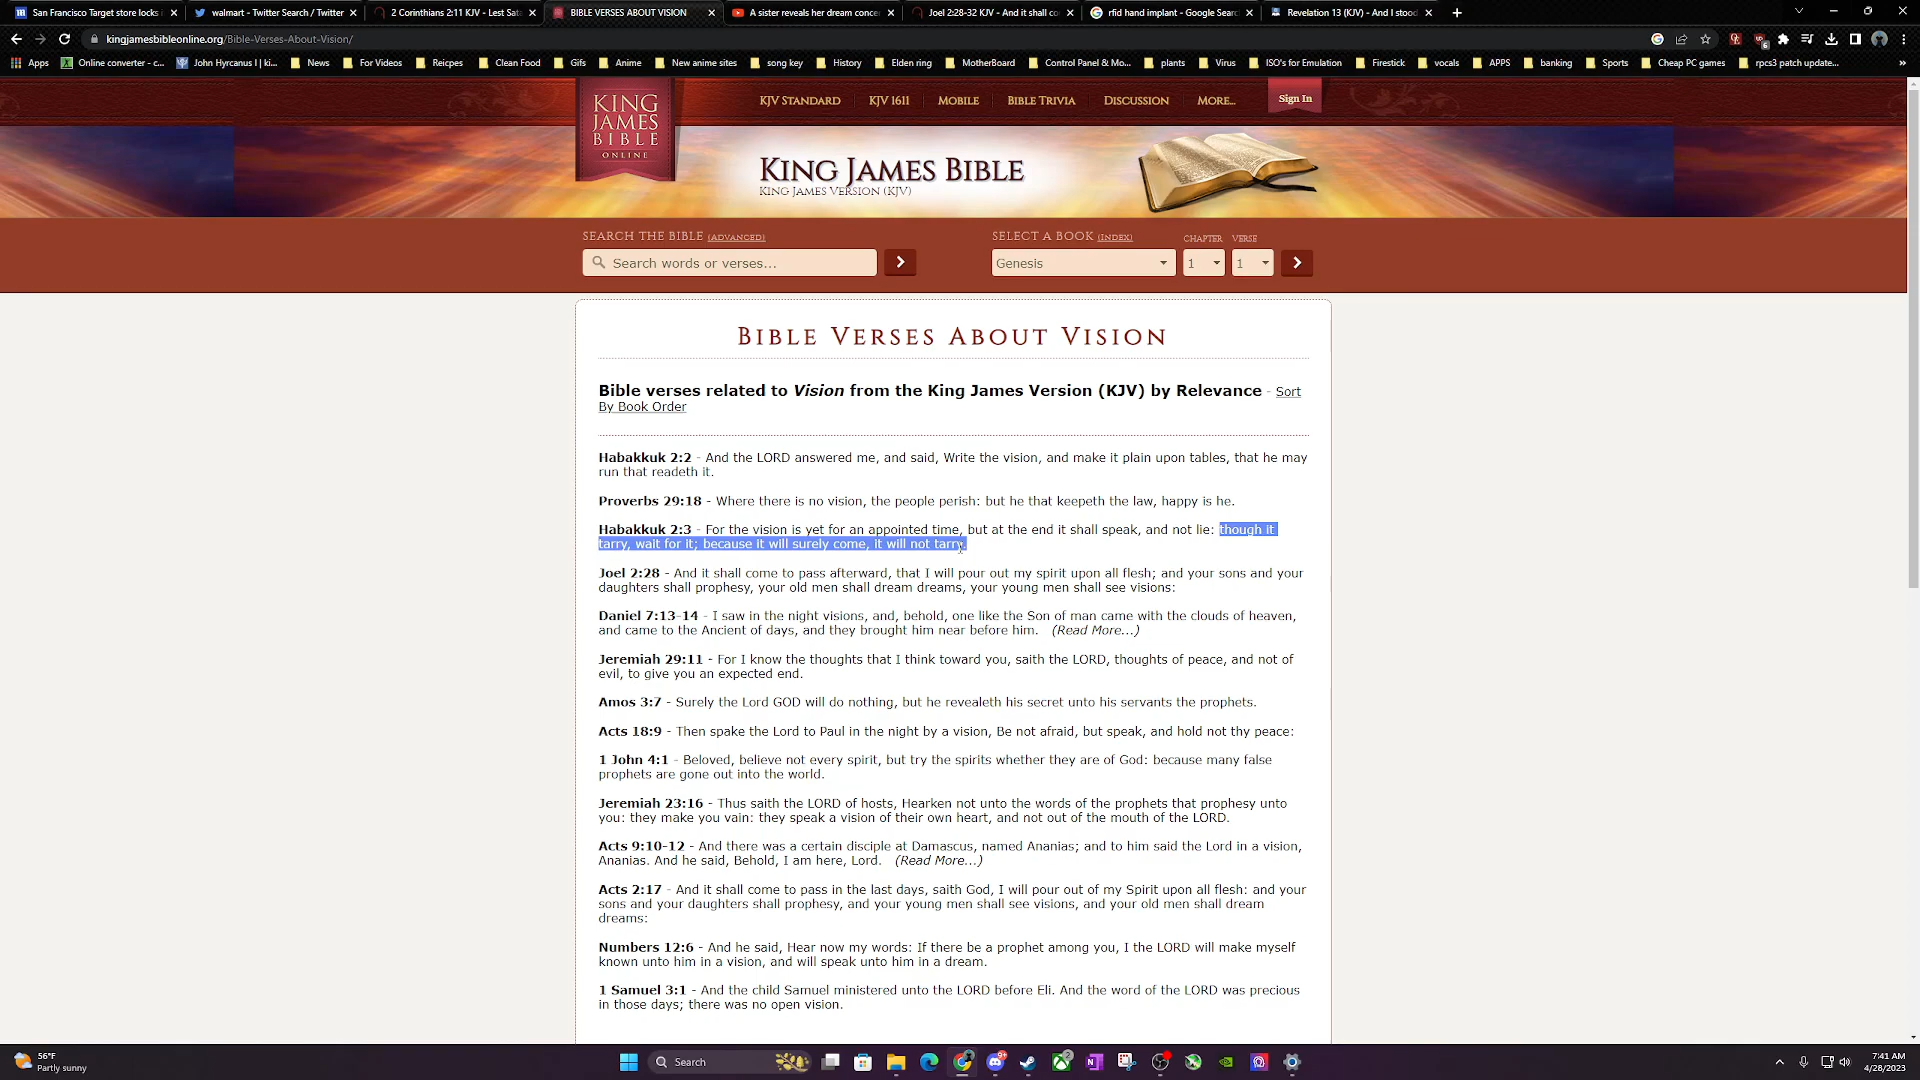 San Francisco Target store locks i
walmart - Twitter Search / Twitter
2 Corinthians 2:11 KJV - Lest Sata
BIBLE VERSES ABOUT VISION
A sister reveals her dream concer
Joel 2:28-32 KJV - And it shall co
rfid hand implant - Google Search
Revelation 13 (KJV) - And I stood
kingjamesbibleonline.org/Bible-Verses-About-Vision/
6
Apps
Online converter - c...
John Hyrcanus I | ki...
News
For Videos
Reicpes
Clean Food
Gifs
Anime
New anime sites
song key
History
Elden ring
MotherBoard
Control Panel & Mo...
plants
Virus
ISO's for Emulation
Firestick
vocals
APPS
banking
Sports
Cheap PC games
rpcs3 patch update...
KING
JAMES
BIBLE
ONLINE
KJV STANDARD
KJV 1611
MOBILE
BIBLE TRIVIA
DISCUSSION
MORE...
Sign In
KING JAMES BIBLE
KING JAMES VERSION (KJV)
SEARCH THE BIBLE (ADVANCED)
SELECT A BOOK (INDEX)
CHAPTER
VERSE
Search words or verses...
Genesis
1
1
BIBLE VERSES ABOUT VISION
Bible verses related to Vision from the King James Version (KJV) by Relevance - Sort
By Book Order
Habakkuk 2:2 - And the LORD answered me, and said, Write the vision, and make it plain upon tables, that he may
run that readeth it.
Proverbs 29:18 - Where there is no vision, the people perish: but he that keepeth the law, happy is he.
Habakkuk 2:3 - For the vision is yet for an appointed time, but at the end it shall speak, and not lie: though it
tarry, wait for it; because it will surely come, it will not tarry.
Joel 2:28 - And it shall come to pass afterward, that I will pour out my spirit upon all flesh; and your sons and your
daughters shall prophesy, your old men shall dream dreams, your young men shall see visions:
Daniel 7:13-14 - I saw in the night visions, and, behold, one like the Son of man came with the clouds of heaven,
and came to the Ancient of days, and they brought him near before him. (Read More...)
Jeremiah 29:11 - For I know the thoughts that I think toward you, saith the LORD, thoughts of peace, and not of
evil, to give you an expected end.
Amos 3:7 - Surely the Lord GOD will do nothing, but he revealeth his secret unto his servants the prophets.
Acts 18:9 - Then spake the Lord to Paul in the night by a vision, Be not afraid, but speak, and hold not thy peace:
1 John 4:1 - Beloved, believe not every spirit, but try the spirits whether they are of God: because many false
prophets are gone out into the world.
Jeremiah 23:16 - Thus saith the LORD of hosts, Hearken not unto the words of the prophets that prophesy unto
you: they make you vain: they speak a vision of their own heart, and not out of the mouth of the LORD.
Acts 9:10-12 - And there was a certain disciple at Damascus, named Ananias; and to him said the Lord in a vision,
Ananias. And he said, Behold, I am here, Lord. (Read More...)
Acts 2:17 - And it shall come to pass in the last days, saith God, I will pour out of my Spirit upon all flesh: and your
sons and your daughters shall prophesy, and your young men shall see visions, and your old men shall dream
dreams:
Numbers 12:6 - And he said, Hear now my words: If there be a prophet among you, I the LORD will make myself
known unto him in a vision, and will speak unto him in a dream.
1 Samuel 3:1 - And the child Samuel ministered unto the LORD before Eli. And the word of the LORD was precious
in those days; there was no open vision.
56°F
Partly sunny
Search
7:41 AM
4/28/2023